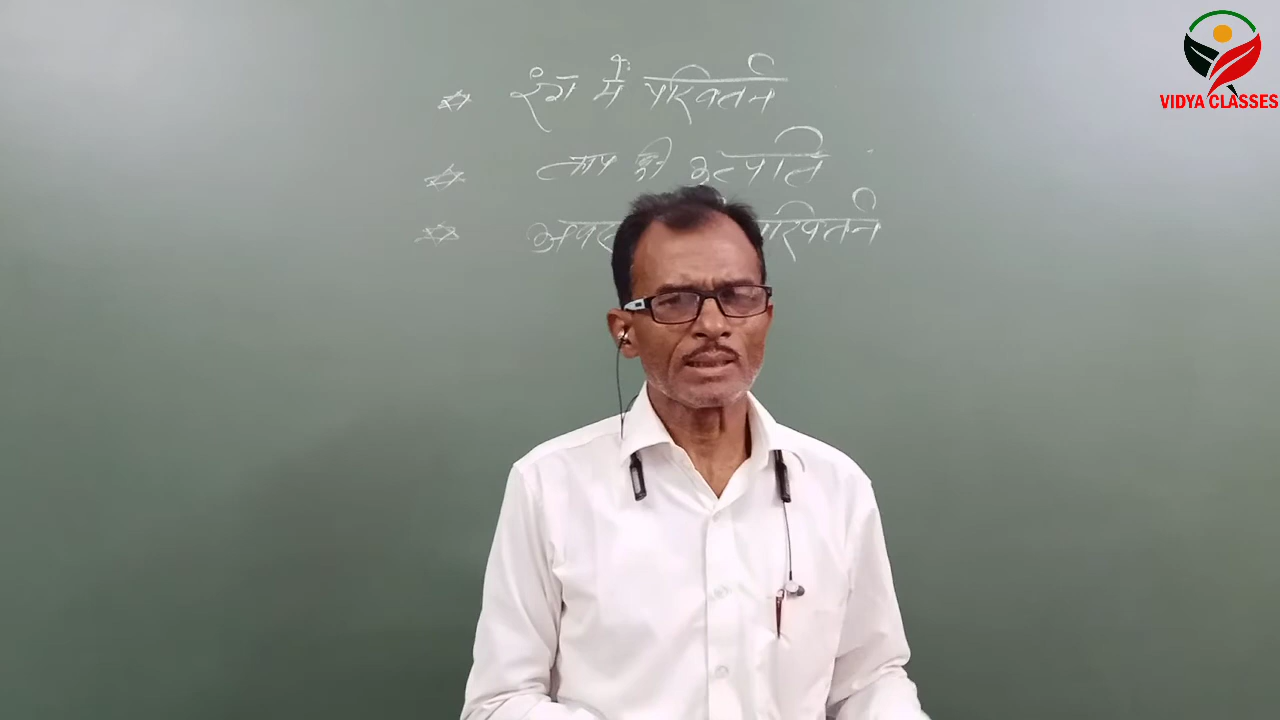 VIDYA CLASSES
रंग में परिवर्तन
ताप की उत्पत्ति
परिवर्तन